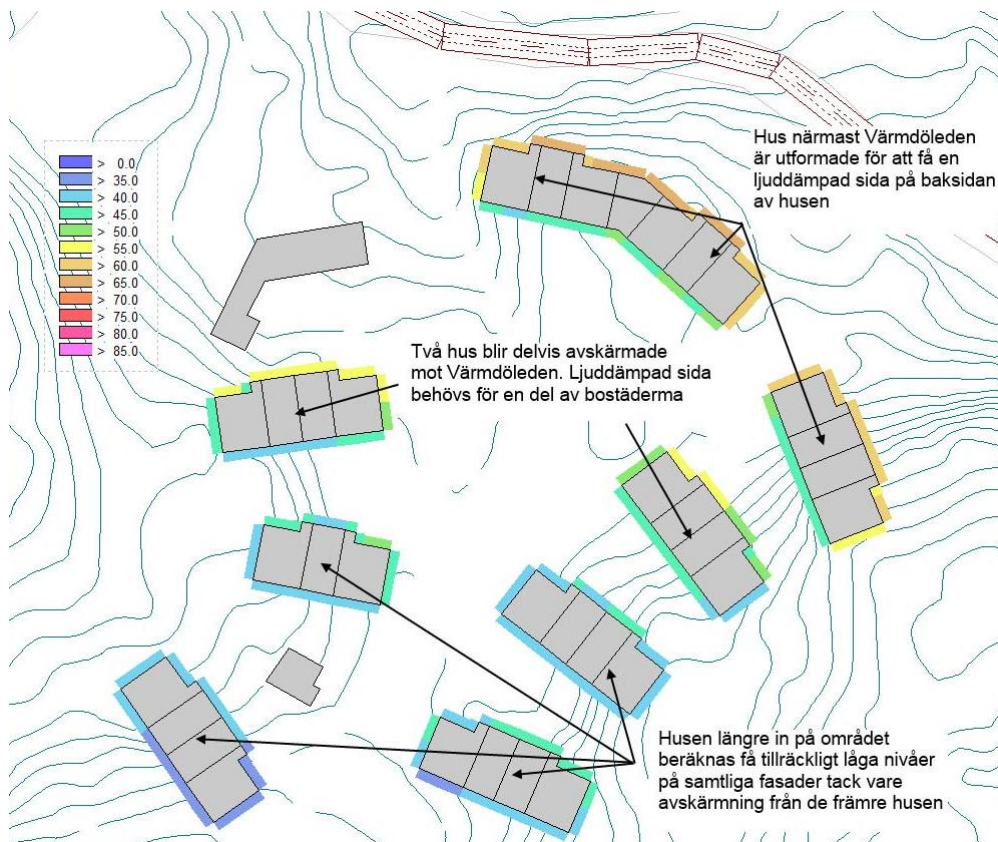 Hus närmast Värmdöleden
är utformade för att få en
ljuddämpad sida på baksidan
av husen
> 0.0
> 35.0
> 40.0
> 45.0
> 50.0
> 55.0
> 60.0
> 65.0
> 70.0
> 75.0
> 80.0
> 85.0
Två hus blir delvis avskärmade
mot Värmdöleden. Ljuddämpad sida
behövs för en del av bostäderma
Husen längre in på området
beräknas få tillräckligt låga nivåer
på samtliga fasader tack vare
avskärmning från de främre husen